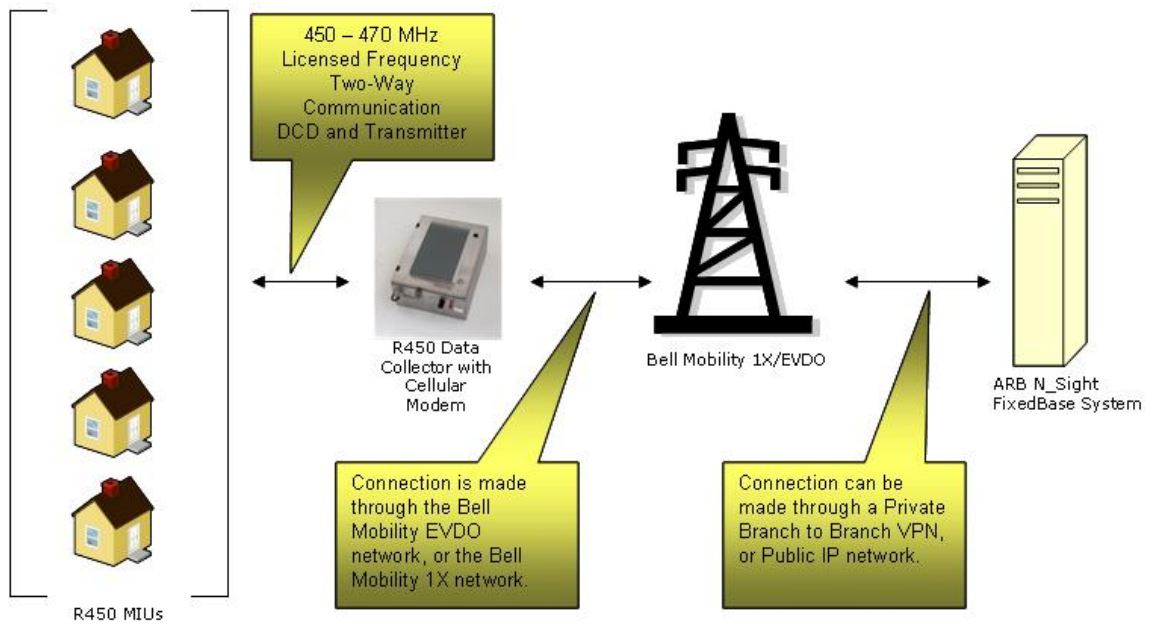 450 – 470 MHz
Licensed Frequency
Two-Way
Communication
DCD and Transmitter
R450 Data
Collector with
Cellular
Modem
Bell Mobility 1X/EVDO
ARB N_Sight
FixedBase System
Connection is made
through the Bell
Mobility EVDO
network, or the Bell
Mobility 1X network.
Connection can be
made through a Private
Branch to Branch VPN,
or Public IP network.
R450 MIUs